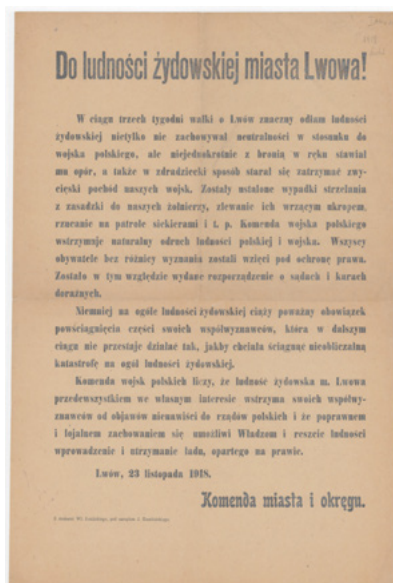 Do ludności żydowskiej miasta Lwowa!
W ciągu trzech tygodni walki o Lwów znaczny odłam ludności
żydowskiej nietylko nie zachowywał neutralności w stosunku do
wojska polskiego, ale niejednokrotnie z bronią w ręku stawiał
mu opór, a także w zdradziecki sposób starał się zatrzymać zwy-
cięski pochód naszych wojsk. Zostały ustalone wypadki strzelania
z zasadzki do naszych żołnierzy, zlewanie ich wrzącym ukropem,
rzucanie na patrole siekierami i t. p. Komenda wojska polskiego
wstrzymuje naturalny odruch ludności polskiej i wojska. Wszyscy
obywatele bez różnicy wyznania zostali wzięci pod ochronę prawa.
Zostało w tym względzie wydane rozporządzenie o sądach i karach
doraźnych.
Niemniej na ogóle ludności żydowskiej ciąży poważny obowiązek
powściągnięcia części swoich współwyznawców, która w dalszym
ciągu nie przestaje działać tak, jakby chciała ściągnąć nieobliczalną
katastrofę na ogół ludności żydowskiej.
Komenda wojsk polskich liczy, że ludność żydowska m. Lwowa
przedewszystkiem we własnym interesie wstrzyma swoich współwy-
znawców od objawów nienawiści do rządów polskich i że poprawnem
i lojalnem zachowaniem się umożliwi Władzom i reszcie ludności
wprowadzenie i utrzymanie ładu, opartego na prawie.
Lwów, 23 listopada 1918.
Komenda miasta i okręgu.